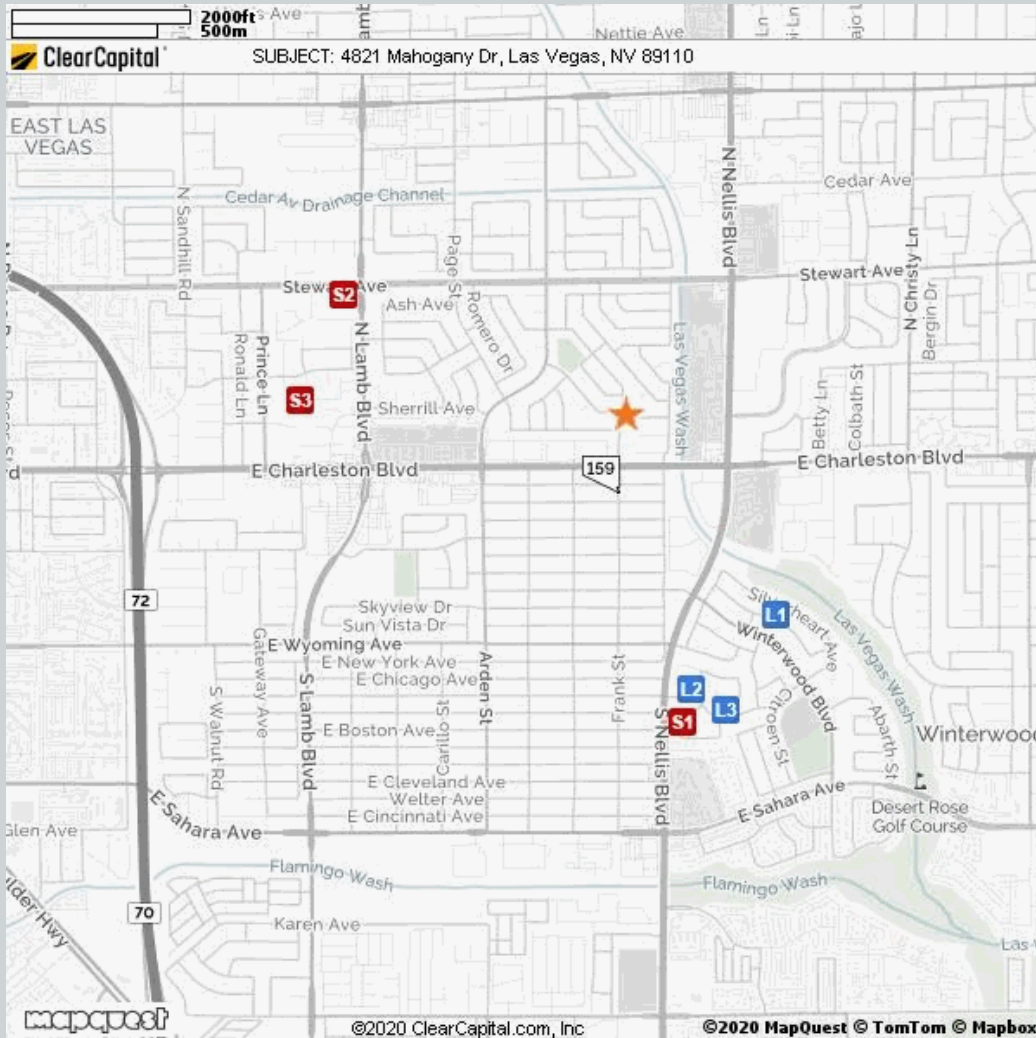 2000ft
500m
Nettie Ave
ClearCapital
SUBJECT: 4821 Mahogany Dr, Las Vegas, NV 89110
EAST LAS
VEGAS
N Sandhill Rd
Cedar Av Drainage Channel
Cedar Ave
N Nellis Blvd
Page St
Stewart Ave
S2
Ash Ave
Romero Dr
N Christy Ln
Bergin Dr
Prince Ln
Ronald Ln
N Lamb Blvd
Las Vegas Wash
S3
Sherrill Ave
Betty Ln
Colbath St
E Charleston Blvd
159
E Charleston Blvd
72
Skyview Dr
Sun Vista Dr
E Wyoming Ave
E New York Ave
E Chicago Ave
Gateway Ave
S Walnut Rd
S Lamb Blvd
Arden St
Carillo St
Frank St
L1
Winterwood Blvd
Las Vegas Wash
L2
L3
S1
Citroen St
Abarth St
Winterwood
S Nellis Blvd
E Boston Ave
E Cleveland Ave
Welter Ave
E Cincinnati Ave
E Sahara Ave
E Sahara Ave
Desert Rose
Golf Course
Glen Ave
Flamingo Wash
Flamingo Wash
70
Karen Ave
mapquest
©2020 ClearCapital.com, Inc
©2020 MapQuest © TomTom © Mapbox